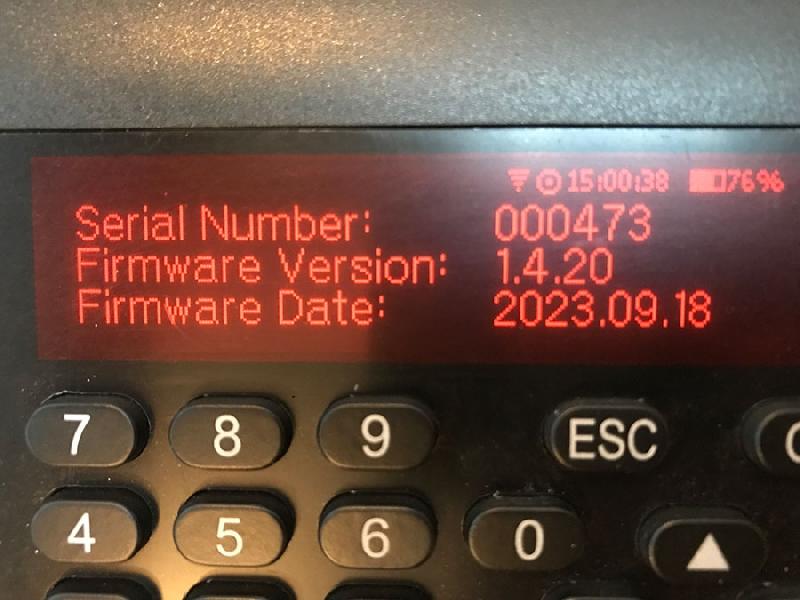 15:00:38 76%
Serial Number: 000473
Firmware Version: 1.4.20
Firmware Date: 2023.09.18
7 8 9 ESC
4 5 6 0